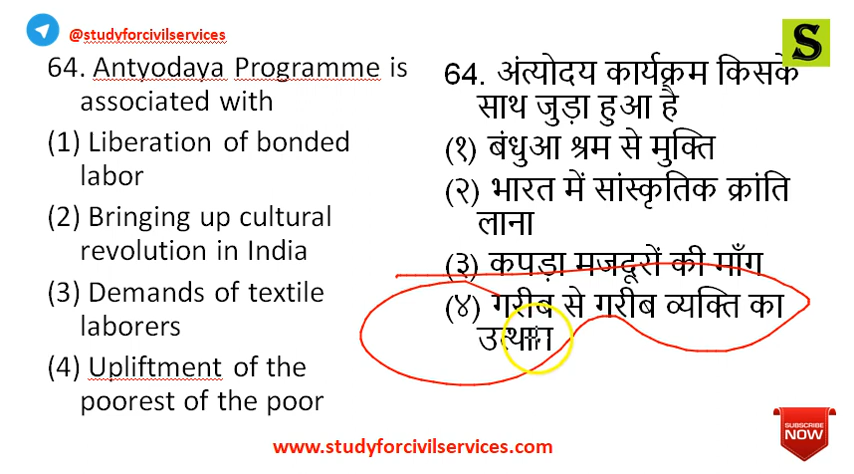 @studyforcivilservices
S
64. Antyodaya Programme is
associated with
(1) Liberation of bonded
labor
(2) Bringing up cultural
revolution in India
(3) Demands of textile
laborers
(4) Upliftment of the
poorest of the poor
64. अंत्योदय कार्यक्रम किसके
साथ जुड़ा हुआ है
(१) बंधुआ श्रम से मुक्ति
(२) भारत में सांस्कृतिक क्रांति
लाना
(३) कपड़ा मजदूरों की माँग
(४) गरीब से गरीब व्यक्ति का
उत्थान
SUBSCRIBE
NOW
www.studyforcivilservices.com